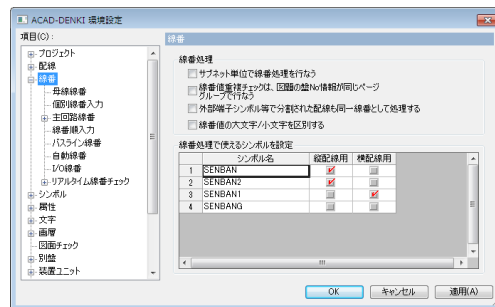 ACAD-DENKI 環境設定
項目(C):
プロジェクト
配線
線番
母線線番
個別線番入力
主回路線番
線番順入力
バスライン線番
自動線番
I/O線番
リアルタイム線番チェック
シンボル
属性
文字
画層
図面チェック
別盤
装置ユニット
線番
線番処理
サブネット単位で線番処理を行なう
線番値重複チェックは、図題の盤No情報が同じページ
グループで行なう
外部端子シンボル等で分割された配線も同一線番として処理する
線番値の大文字/小文字を区別する
線番処理で使えるシンボルを設定
シンボル名 縦配線用 横配線用
1 SENBAN
2 SENBAN2
3 SENBAN1
4 SENBANG
OK キャンセル 適用(A)